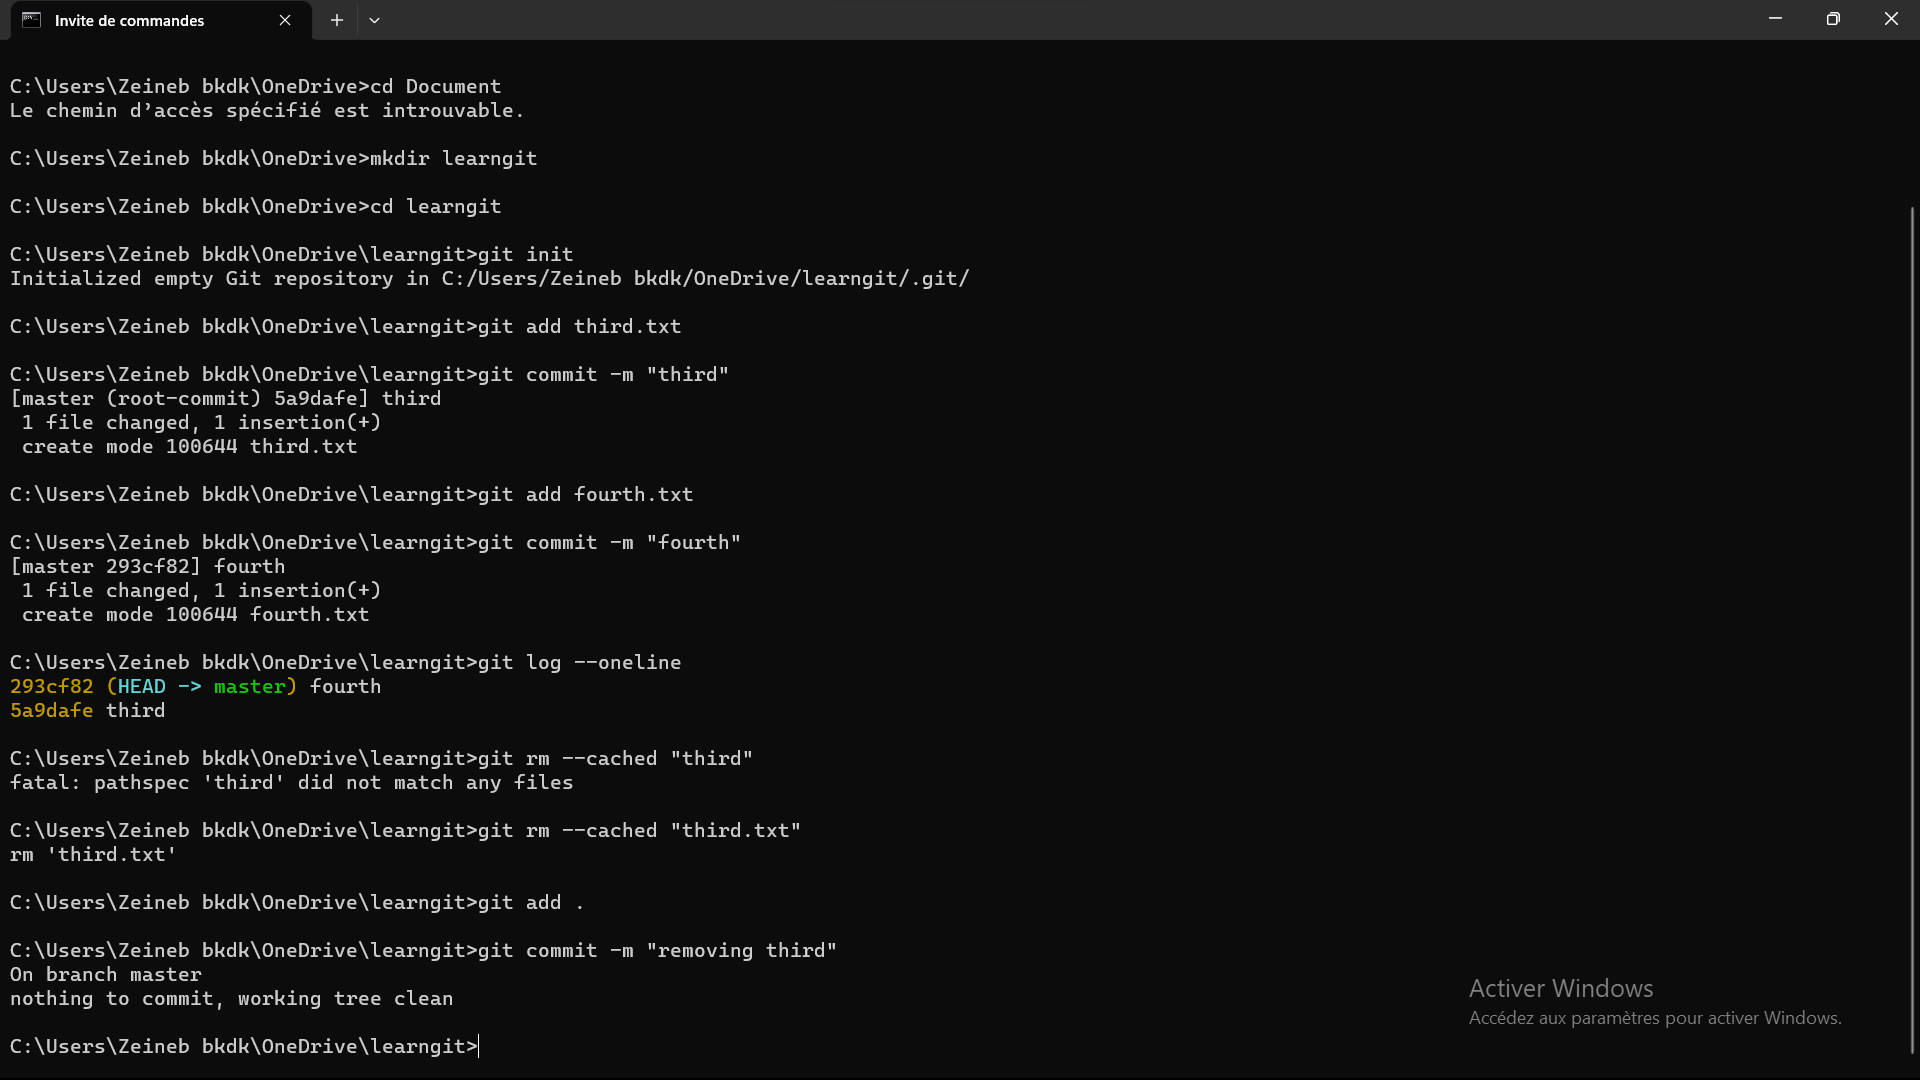 Invite de commandes
C:\Users\Zeineb bkdk\OneDrive>cd Document
Le chemin d’accès spécifié est introuvable.
C:\Users\Zeineb bkdk\OneDrive>mkdir learngit
C:\Users\Zeineb bkdk\OneDrive>cd learngit
C:\Users\Zeineb bkdk\OneDrive\learngit>git init
Initialized empty Git repository in C:/Users/Zeineb bkdk/OneDrive/learngit/.git/
C:\Users\Zeineb bkdk\OneDrive\learngit>git add third.txt
C:\Users\Zeineb bkdk\OneDrive\learngit>git commit -m "third"
[master (root-commit) 5a9dafe] third
 1 file changed, 1 insertion(+)
 create mode 100644 third.txt
C:\Users\Zeineb bkdk\OneDrive\learngit>git add fourth.txt
C:\Users\Zeineb bkdk\OneDrive\learngit>git commit -m "fourth"
[master 293cf82] fourth
 1 file changed, 1 insertion(+)
 create mode 100644 fourth.txt
C:\Users\Zeineb bkdk\OneDrive\learngit>git log --oneline
293cf82 (HEAD -> master) fourth
5a9dafe third
C:\Users\Zeineb bkdk\OneDrive\learngit>git rm --cached "third"
fatal: pathspec 'third' did not match any files
C:\Users\Zeineb bkdk\OneDrive\learngit>git rm --cached "third.txt"
rm 'third.txt'
C:\Users\Zeineb bkdk\OneDrive\learngit>git add .
C:\Users\Zeineb bkdk\OneDrive\learngit>git commit -m "removing third"
On branch master
nothing to commit, working tree clean
C:\Users\Zeineb bkdk\OneDrive\learngit>
Activer Windows
Accédez aux paramètres pour activer Windows.